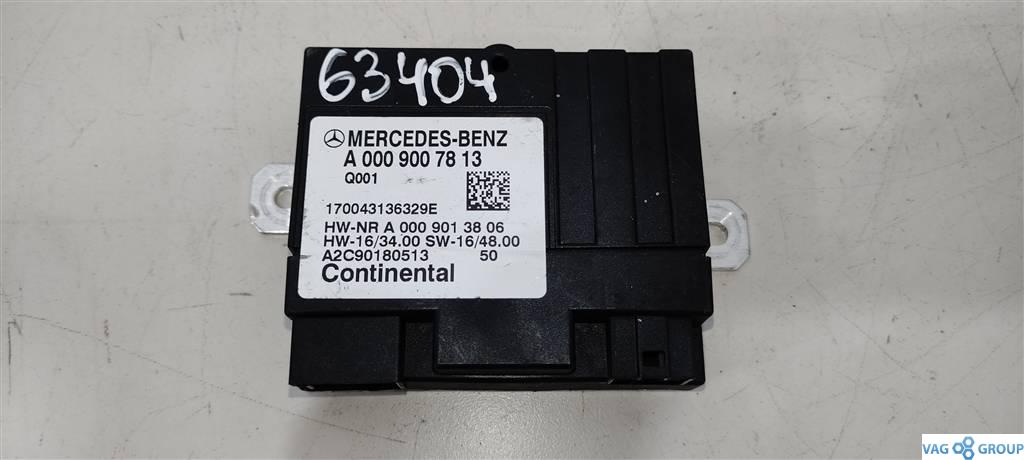 63404
MERCEDES-BENZ
A 000 900 78 13
Q001
170043136329E
HW-NR A 000 901 38 06
HW-16/34.00 SW-16/48.00
A2C90180513 50
Continental
VAG GROUP